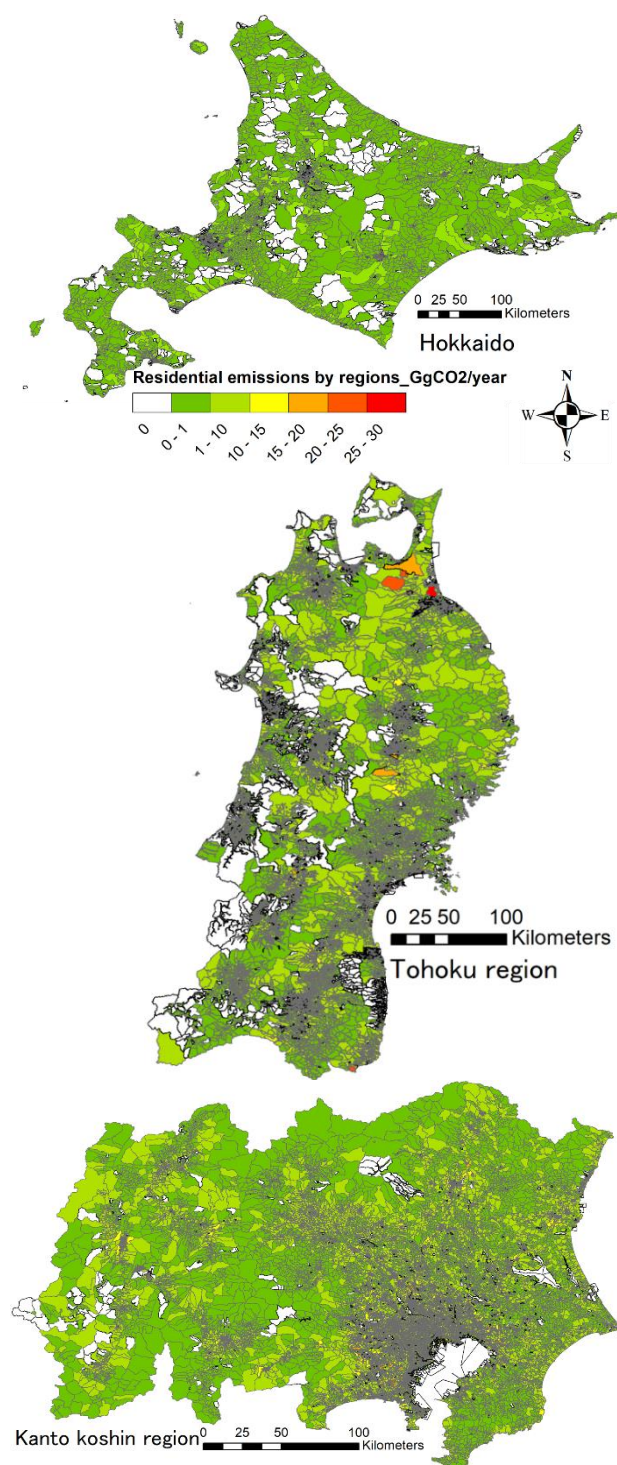 0 25 50 100
Kilometers
Hokkaido
Residential emissions by regions_GgCO2/year
0
0 - 1
1-10
10 - 15
15 - 20
20 - 25
25 - 30
N
W E
S
0 25 50 100
Kilometers
Tohoku region
Kanto koshin region
0 25 50 100
Kilometers